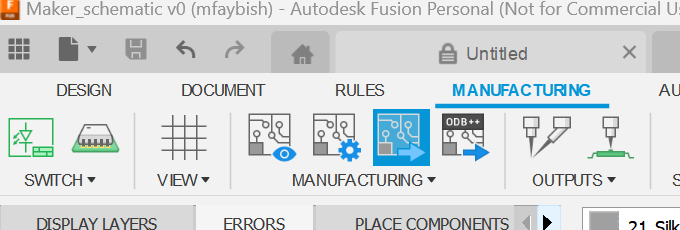 Maker_schematic v0 (mfaybish) - Autodesk Fusion Personal (Not for Commercial Us
Untitled
DESIGN DOCUMENT RULES MANUFACTURING AU
ODB++
SWITCH VIEW MANUFACTURING OUTPUTS S
DISPLAY LAYERS ERRORS PLACE COMPONENTS 21 Silk